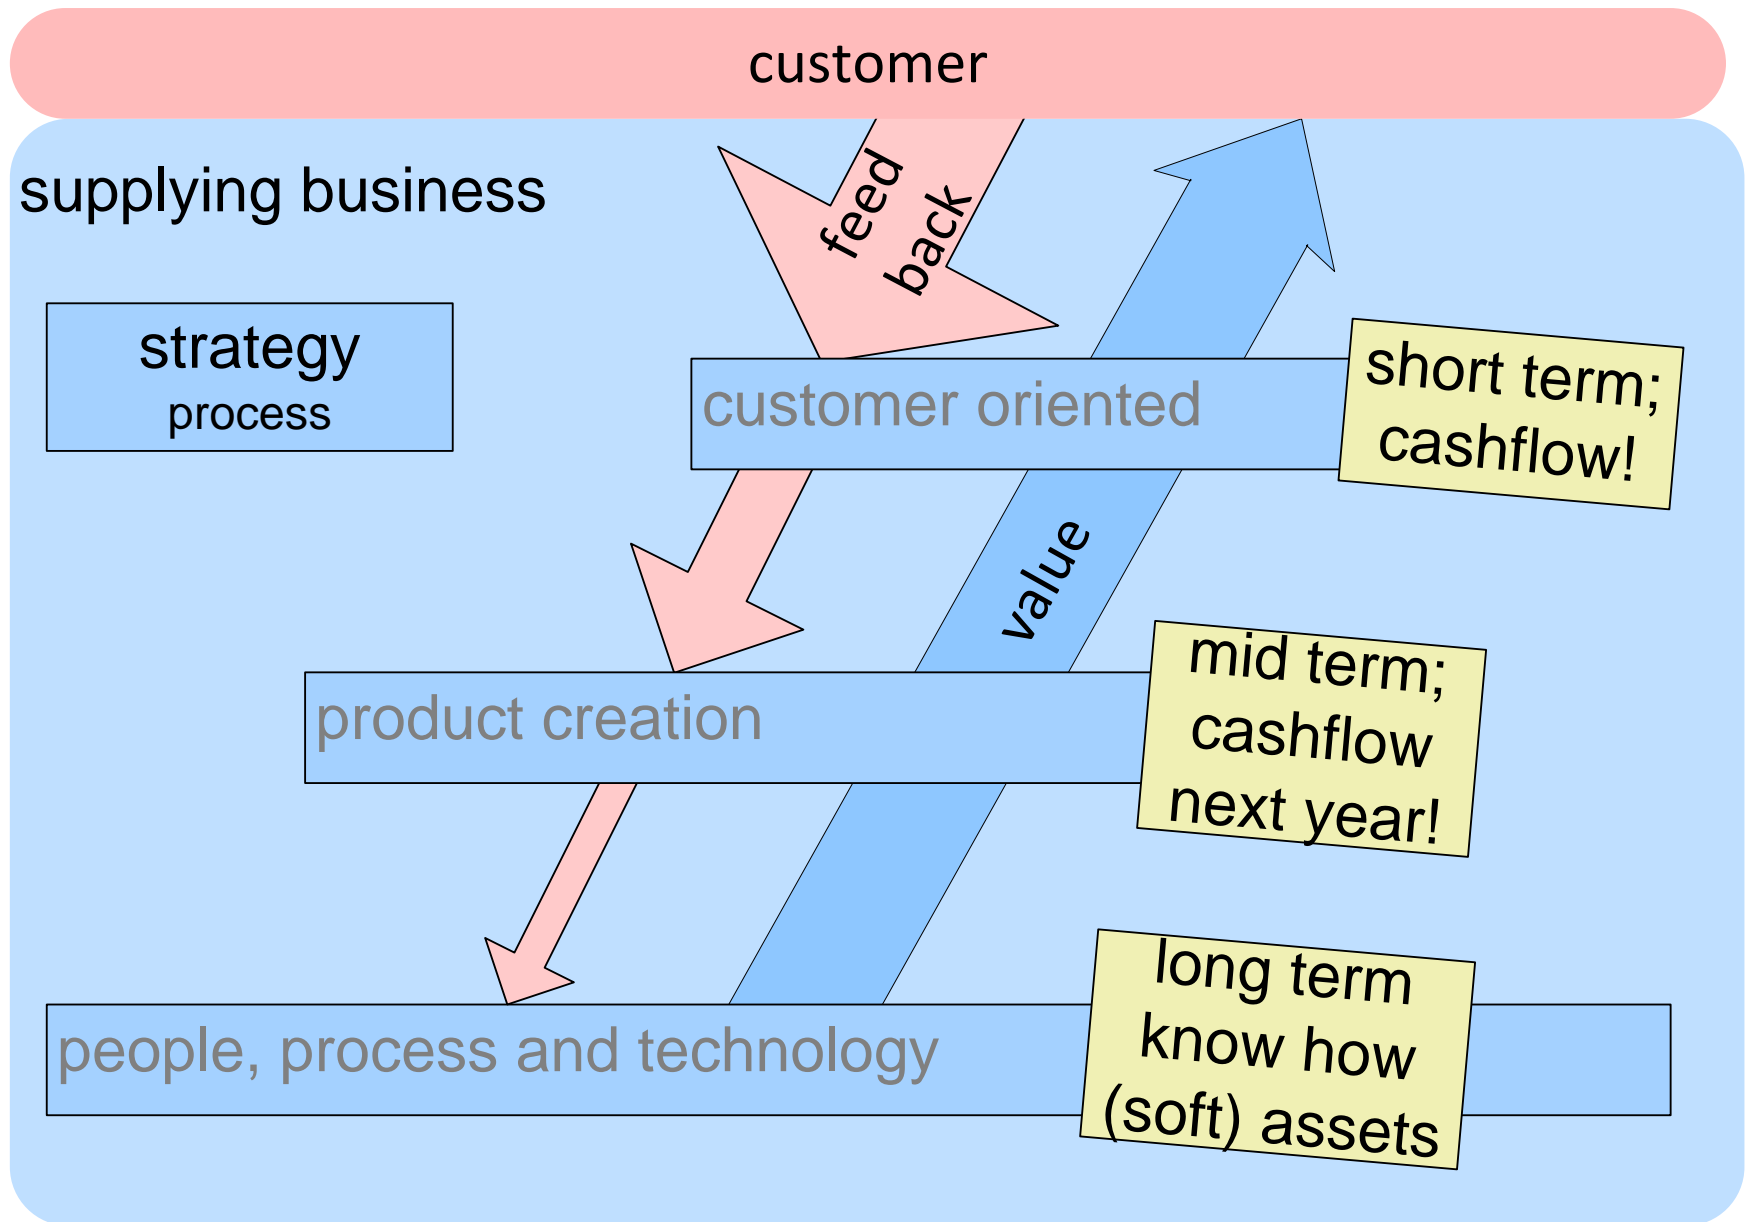 customer
supplying business
feed
back
strategy
process
customer oriented
short term;
cashflow!
value
product creation
mid term;
cashflow
next year!
people, process and technology
long term
know how
(soft) assets